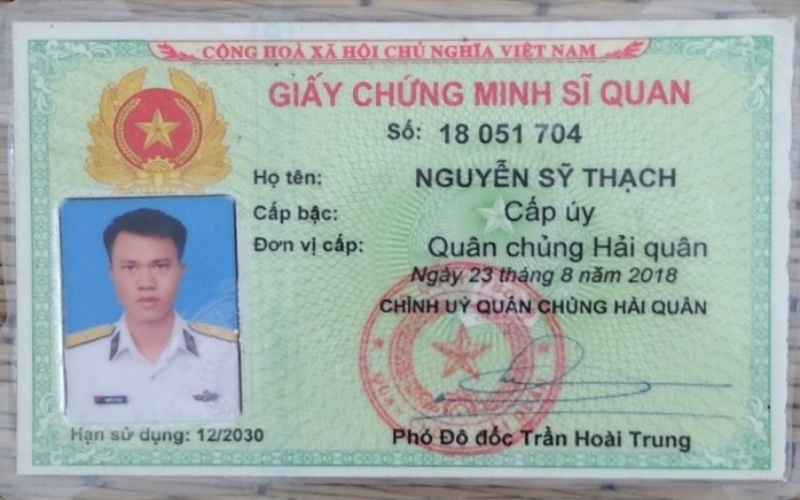 CỘNG HOÀ XÃ HỘI CHỦ NGHĨA VIỆT NAM
GIẤY CHỨNG MINH SĨ QUAN
Số: 18 051 704
Họ tên: NGUYỄN SỸ THẠCH
Cấp bậc: Cấp úy
Đơn vị cấp: Quân chủng Hải quân
Ngày 23 tháng 8 năm 2018
CHÍNH UỶ QUÂN CHỦNG HẢI QUÂN
Hạn sử dụng: 12/2030
Phó Đô đốc Trần Hoài Trung